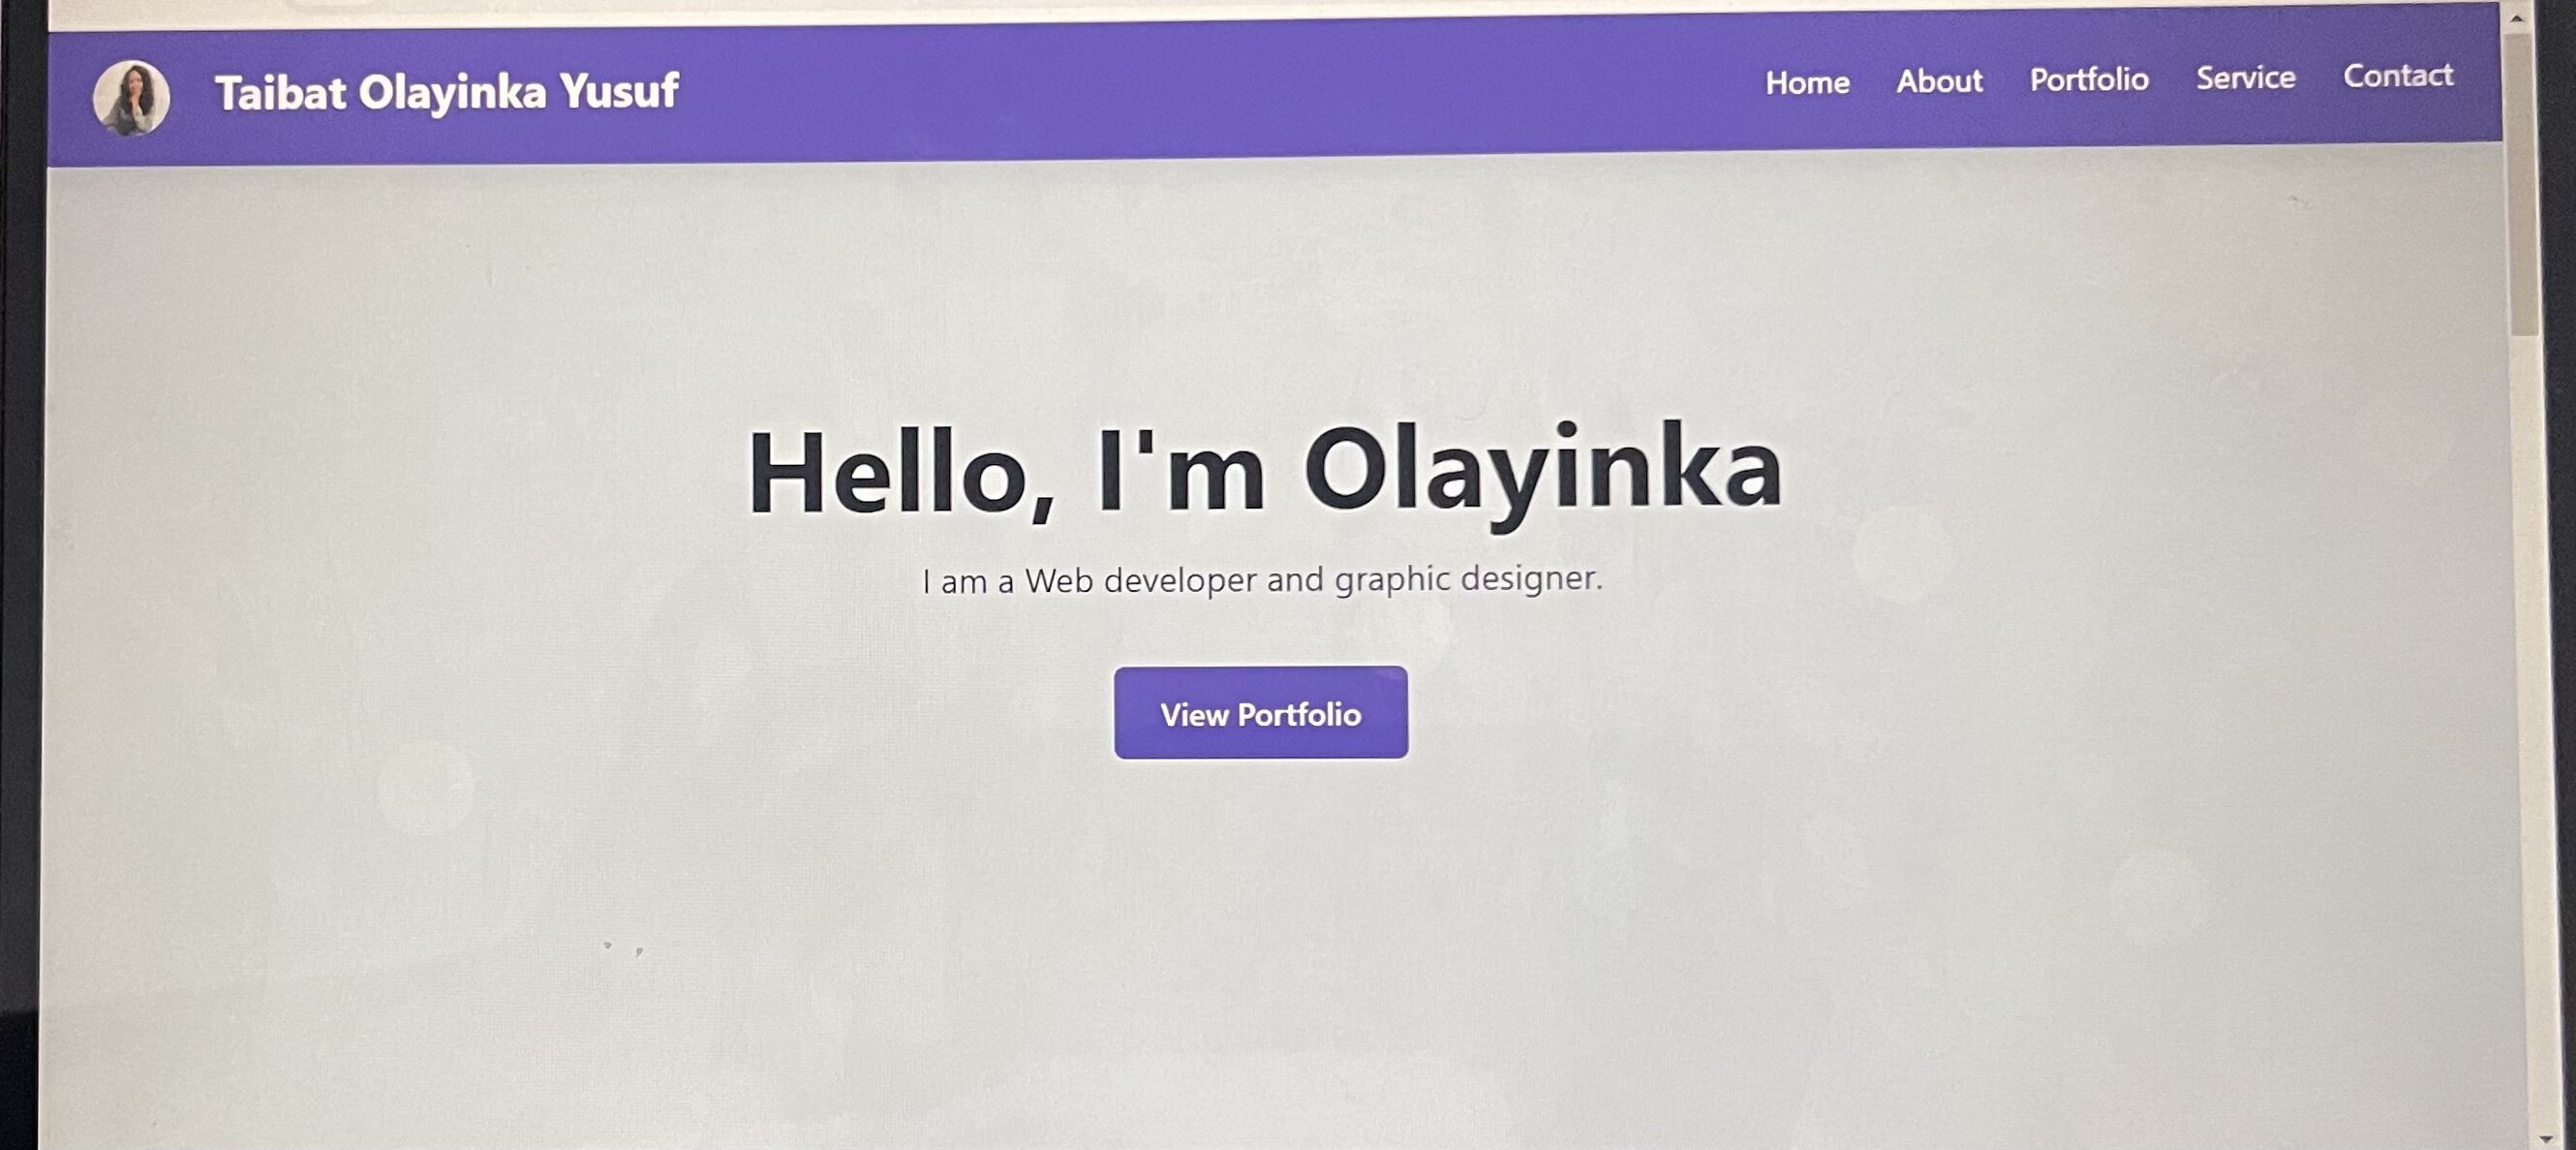 Taibat Olayinka Yusuf
Home About Portfolio Service Contact
Hello, I'm Olayinka
I am a Web developer and graphic designer.
View Portfolio